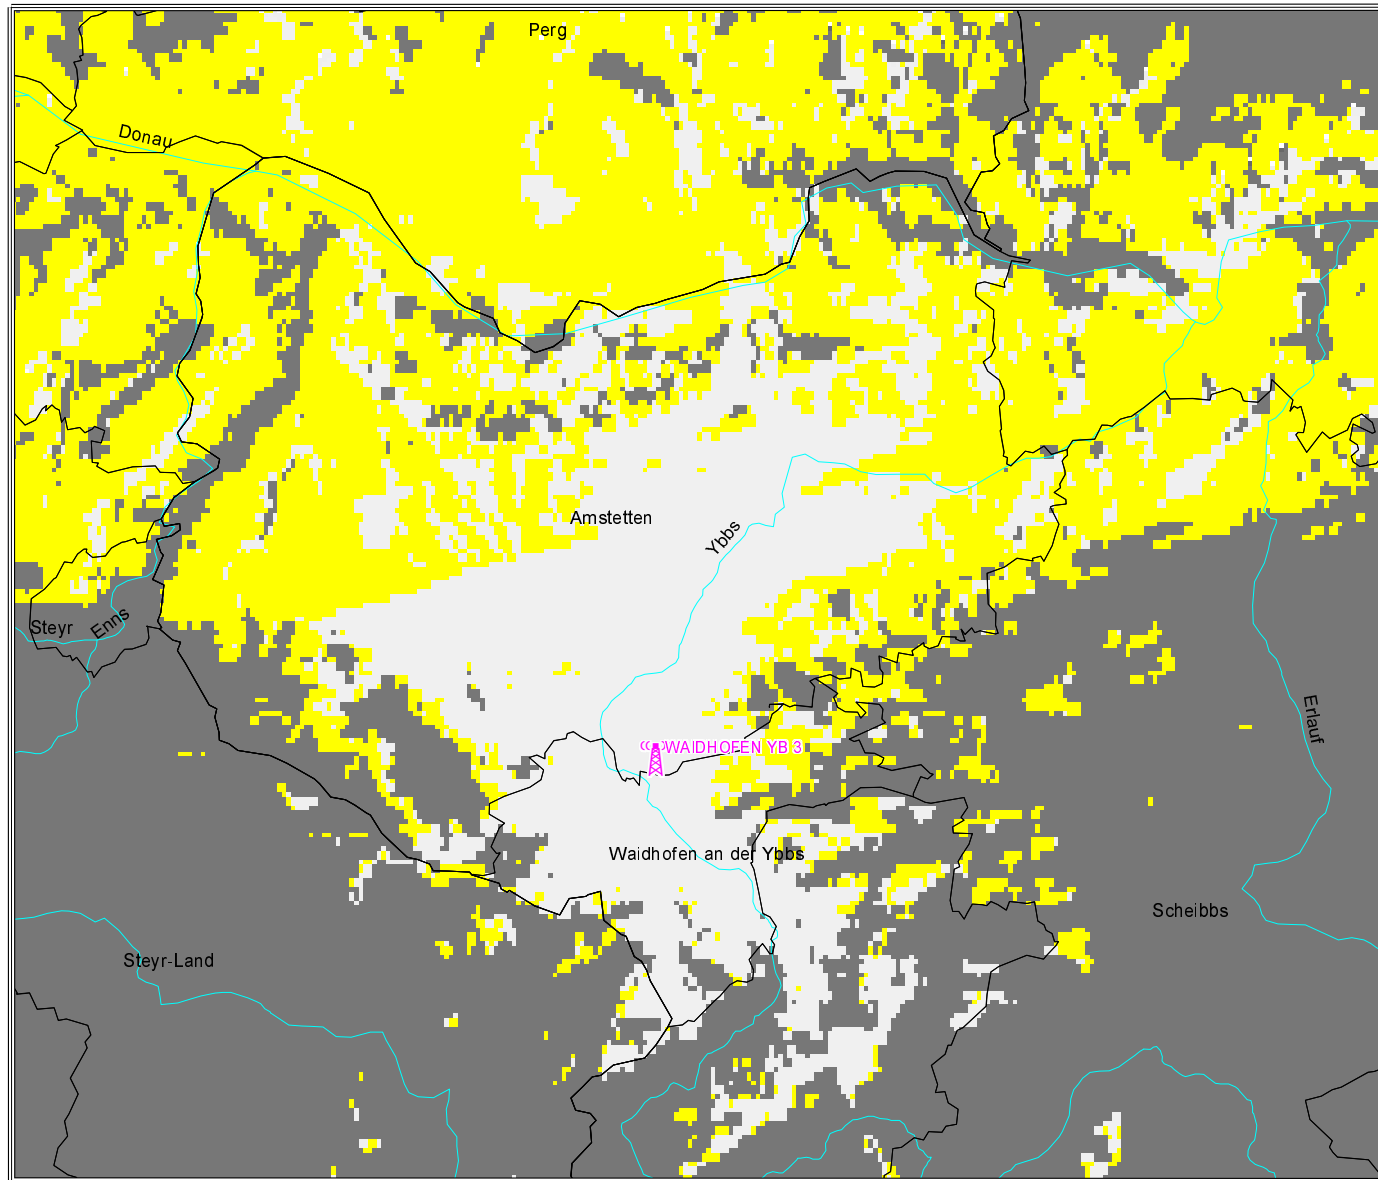 Perg
Donau
Amstetten
Ybbs
Steyr
Enns
Erlauf
WAIDHOFEN YB 3
Waidhofen an der Ybbs
Scheibbs
Steyr-Land